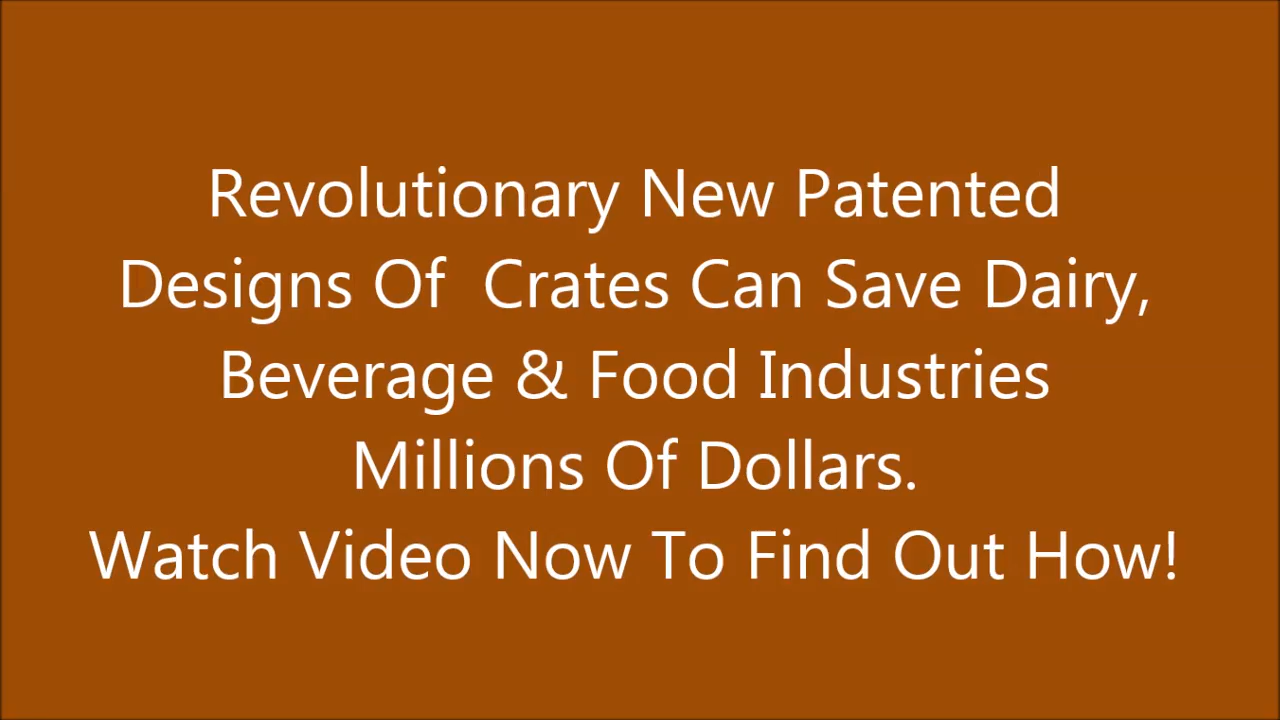 Revolutionary New Patented
Designs Of  Crates Can Save Dairy,
Beverage & Food Industries
Millions Of Dollars.
Watch Video Now To Find Out How!